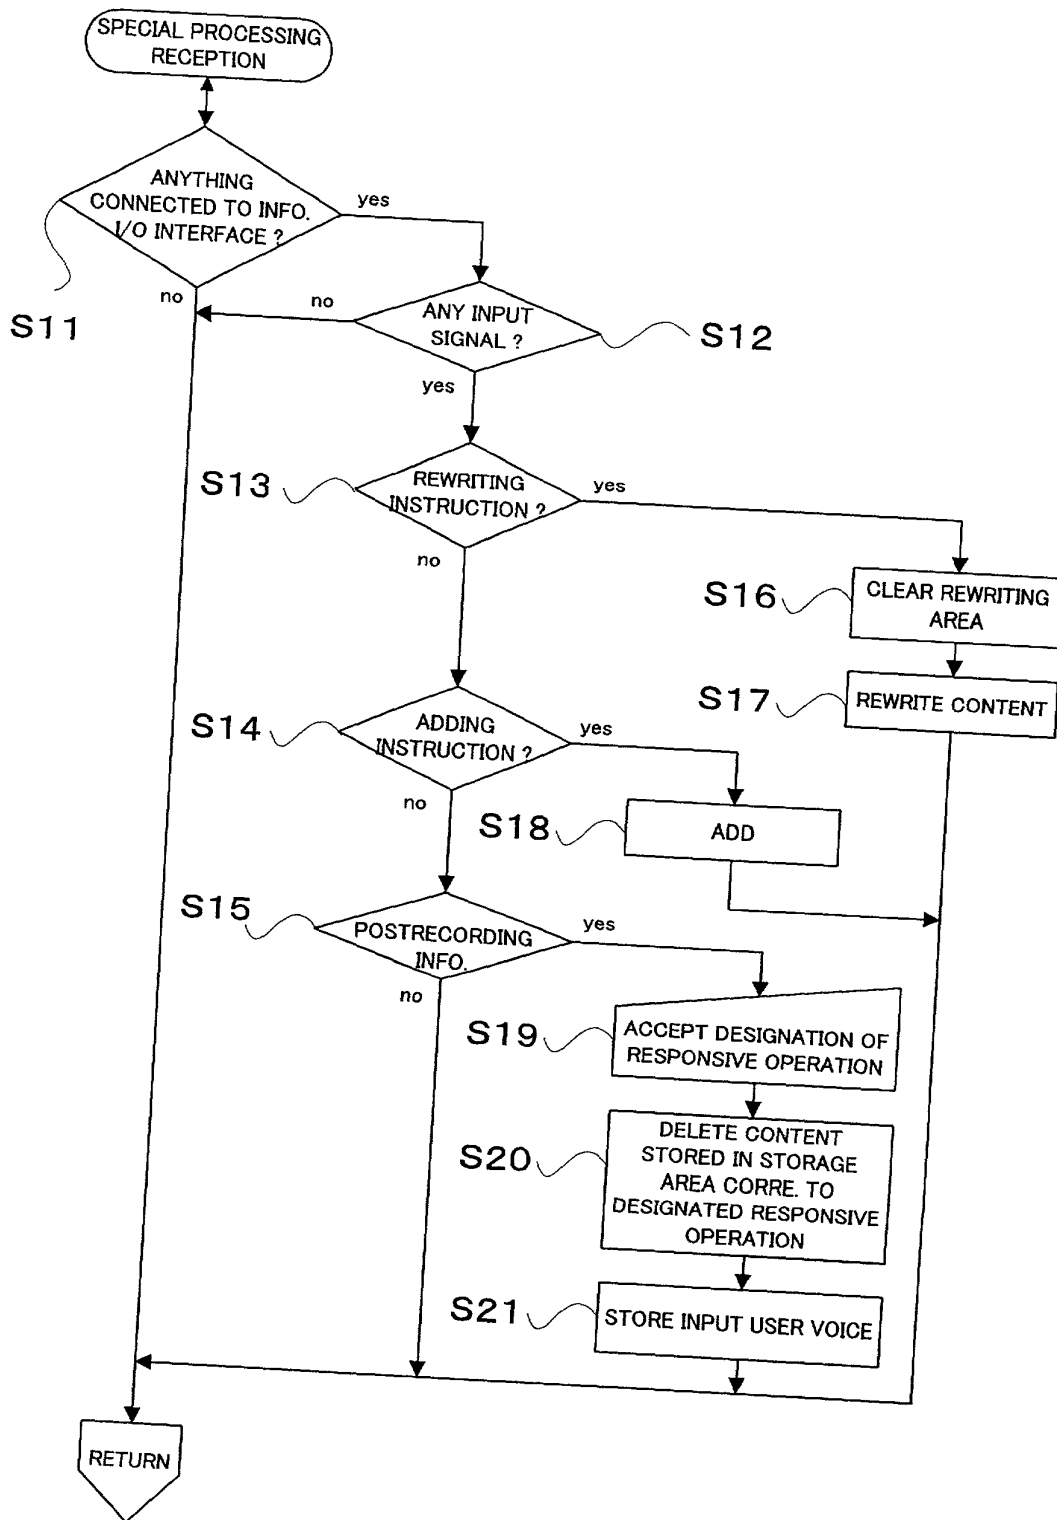 SPECIAL PROCESSING
RECEPTION
ANYTHING
CONNECTED TO INFO.
I/O INTERFACE ?
yes
no
S11
ANY INPUT
SIGNAL ?
no
S12
yes
S13
REWRITING
INSTRUCTION ?
yes
no
S16
CLEAR REWRITING
AREA
S17
REWRITE CONTENT
S14
ADDING
INSTRUCTION ?
yes
no
S18
ADD
S15
POSTRECORDING
INFO.
yes
no
S19
ACCEPT DESIGNATION OF
RESPONSIVE OPERATION
S20
DELETE CONTENT
STORED IN STORAGE
AREA CORRE. TO
DESIGNATED RESPONSIVE
OPERATION
S21
STORE INPUT USER VOICE
RETURN